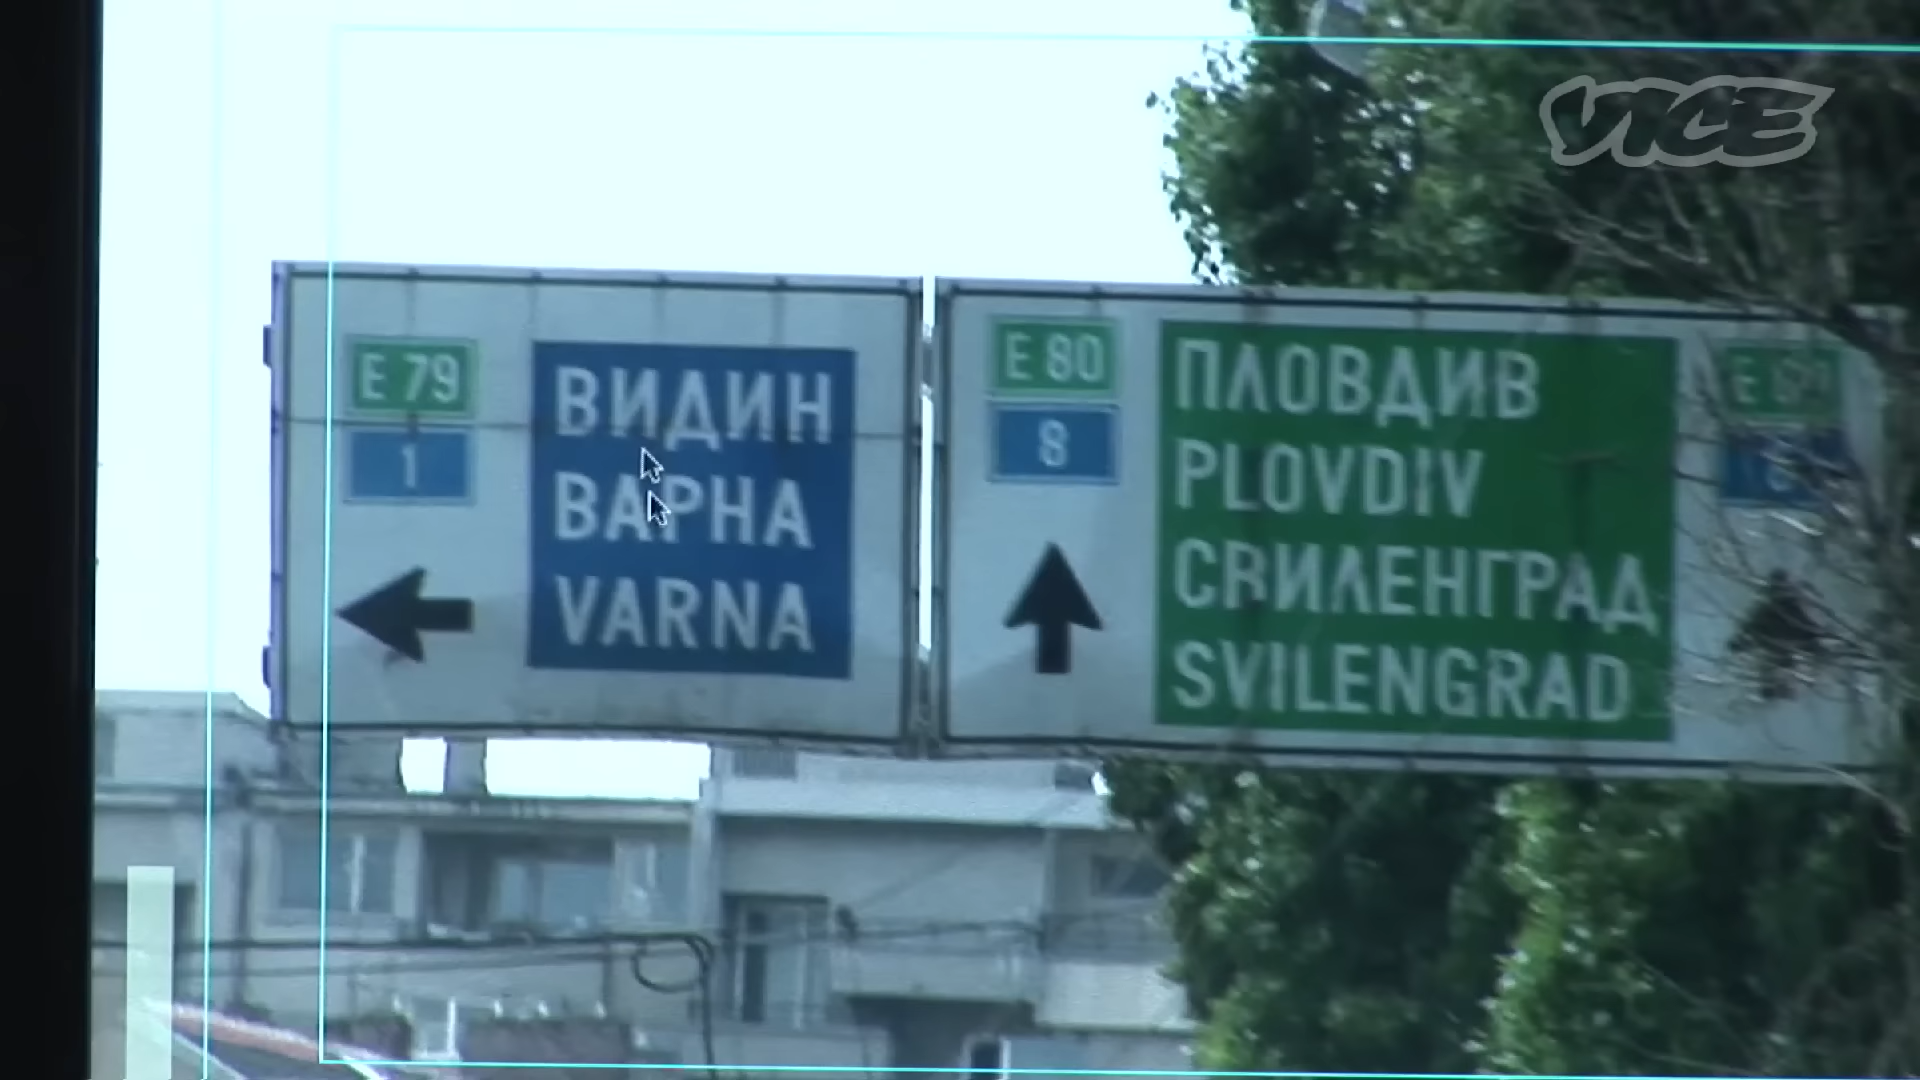 VICE
E 79
1
ВИДИН
ВАРНА
VARNA
E 80
8
ПЛОВДИВ
PLOVDIV
СВИЛЕНГРАД
SVILENGRAD